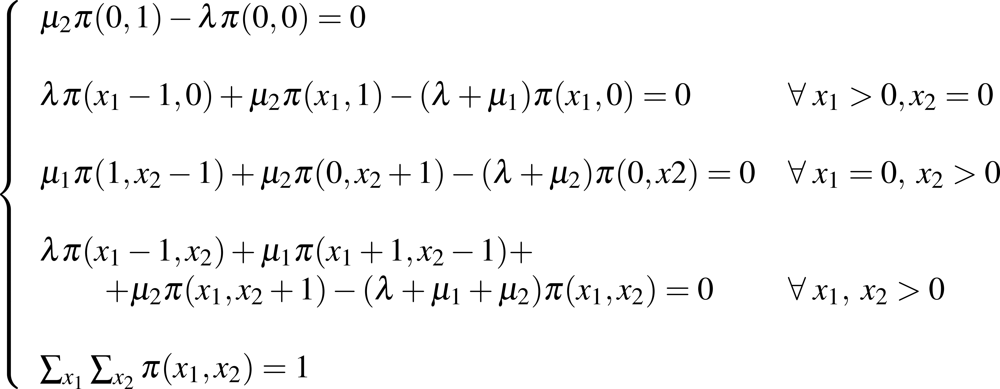 μ₂π(0,1) − λπ(0,0) = 0
λπ(x₁ − 1,0) + μ₂π(x₁,1) − (λ + μ₁)π(x₁,0) = 0 ∀ x₁ > 0, x₂ = 0
μ₁π(1,x₂ − 1) + μ₂π(0,x₂ + 1) − (λ + μ₂)π(0,x2) = 0 ∀ x₁ = 0, x₂ > 0
λπ(x₁ − 1,x₂) + μ₁π(x₁ + 1,x₂ − 1)+
+μ₂π(x₁,x₂ + 1) − (λ + μ₁ + μ₂)π(x₁,x₂) = 0 ∀ x₁, x₂ > 0
∑ₓ₁ ∑ₓ₂ π(x₁,x₂) = 1